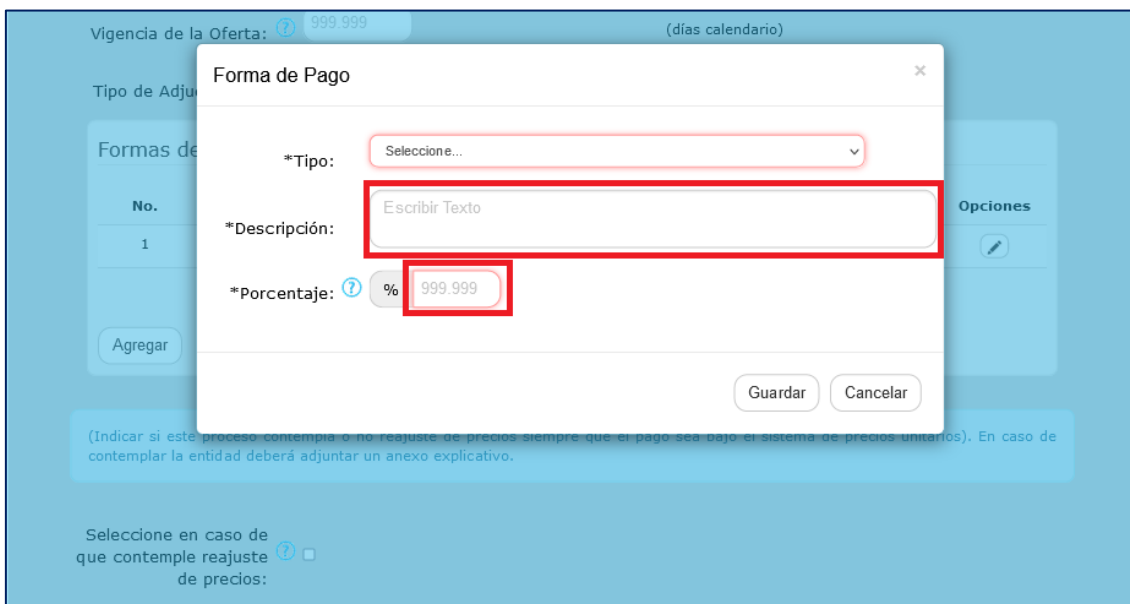 Vigencia de la Oferta: ? 999.999 (días calendario)
Forma de Pago ×
Tipo de Adju
Formas de
*Tipo: Seleccione...
No. Opciones
*Descripción: Escribir Texto
1
*Porcentaje: ? % 999.999
Agregar
Guardar Cancelar
(Indicar si este proceso contempla o no reajuste de precios siempre que el pago sea bajo el sistema de precios unitarios). En caso de
contemplar la entidad deberá adjuntar un anexo explicativo.
Seleccione en caso de
que contemple reajuste ?
de precios: